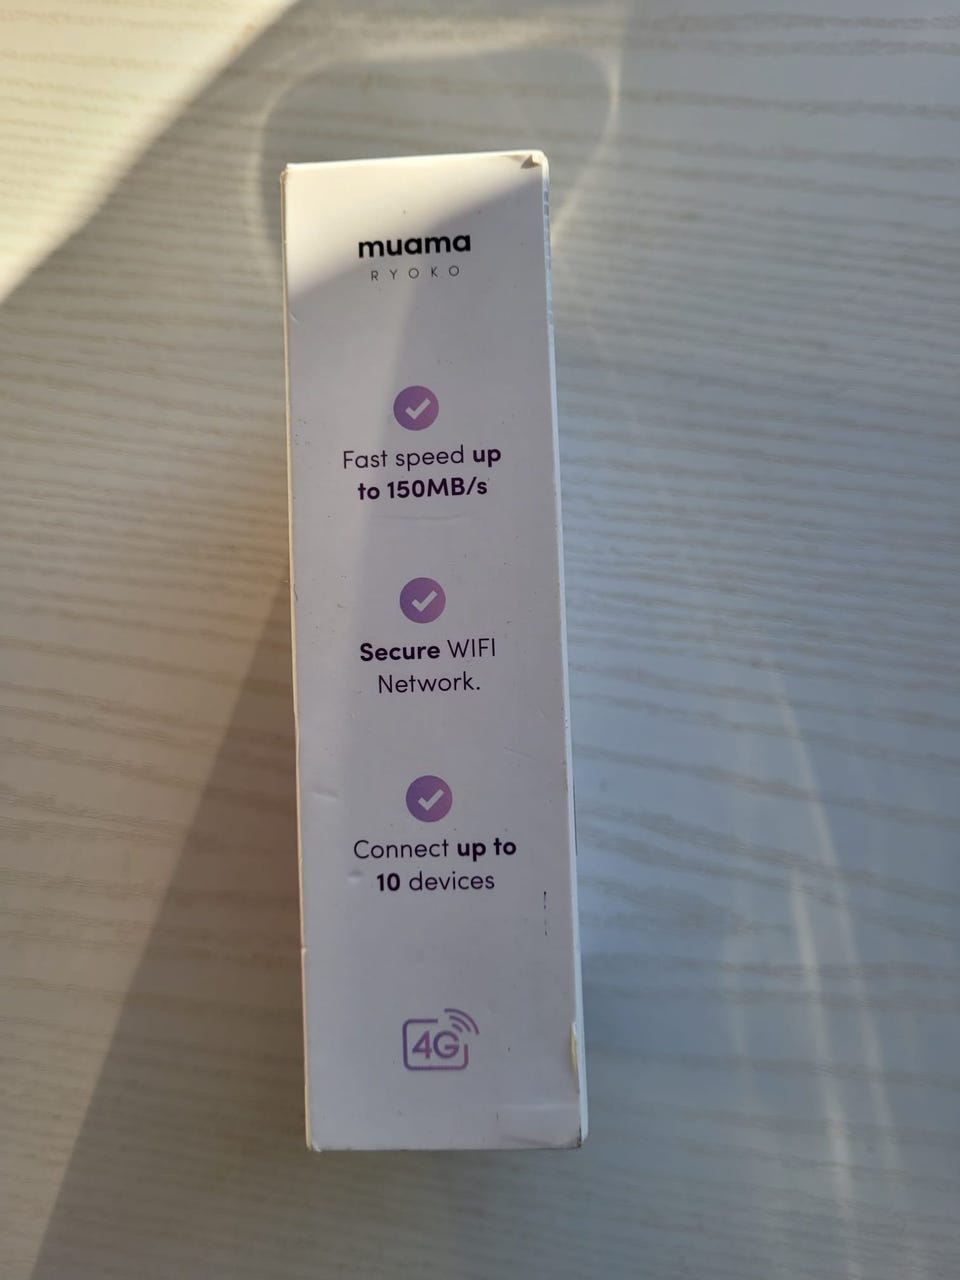 muama
RYOKO
Fast speed up
to 150MB/s
Secure WIFI
Network.
Connect up to
10 devices
4G